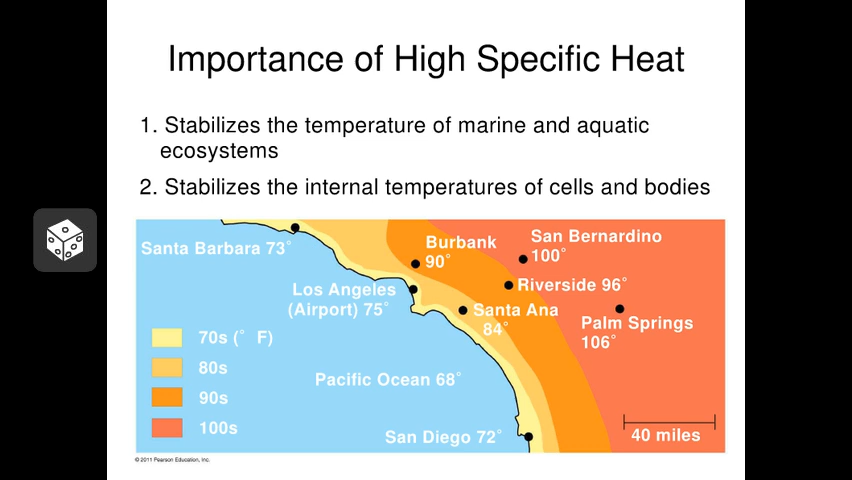 Importance of High Specific Heat
1. Stabilizes the temperature of marine and aquatic
ecosystems
2. Stabilizes the internal temperatures of cells and bodies
Santa Barbara 73°
Burbank
90°
San Bernardino
100°
Los Angeles
(Airport) 75°
Riverside 96°
Santa Ana
84°
Palm Springs
106°
70s (° F)
80s
90s
100s
Pacific Ocean 68°
San Diego 72°
40 miles
© 2011 Pearson Education, Inc.